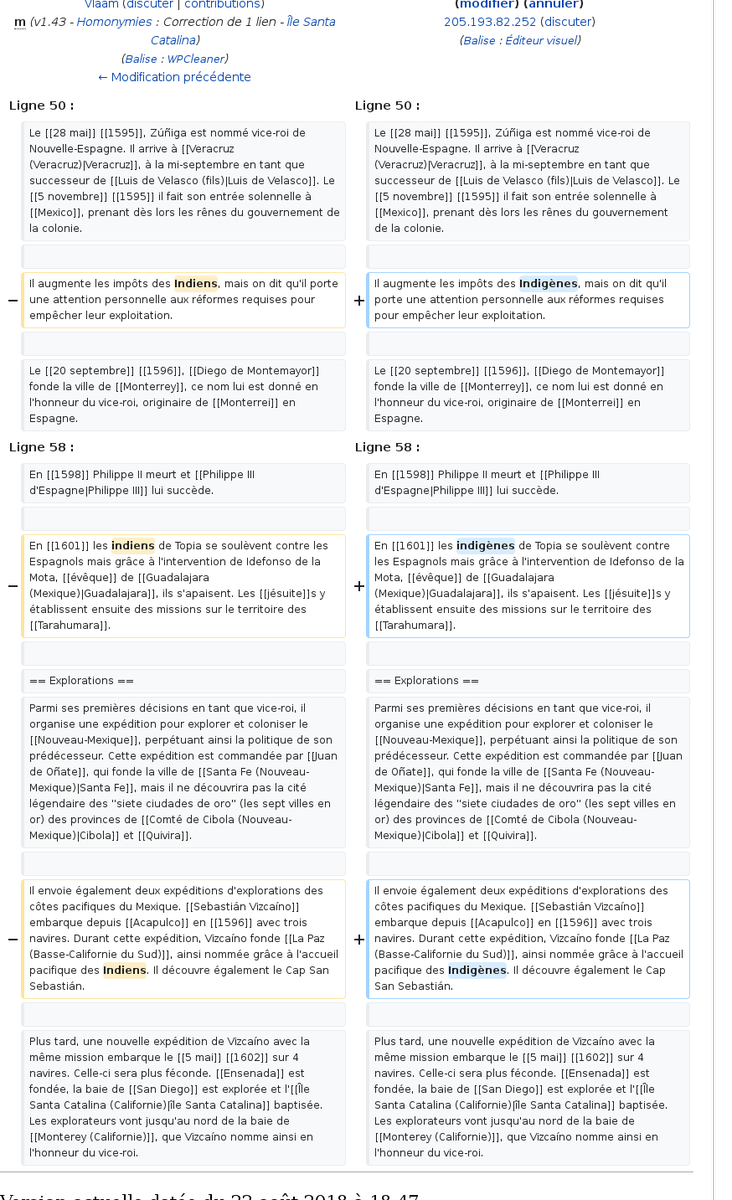 Vlaam (discuter | contributions)
m (v1.43 - Homonymies : Correction de 1 lien - Île Santa
Catalina)
(Balise : WPCleaner)
← Modification précédente
(modifier) (annuler)
205.193.82.252 (discuter)
(Balise : Éditeur visuel)
Ligne 50 :
Le [[28 mai]] [[1595]], Zúñiga est nommé vice-roi de
Nouvelle-Espagne. Il arrive à [[Veracruz
(Veracruz)|Veracruz]], à la mi-septembre en tant que
successeur de [[Luis de Velasco (fils)|Luis de Velasco]]. Le
[[5 novembre]] [[1595]] il fait son entrée solennelle à
[[Mexico]], prenant dès lors les rênes du gouvernement de
la colonie.
− Il augmente les impôts des Indiens, mais on dit qu'il porte
une attention personnelle aux réformes requises pour
empêcher leur exploitation.
Le [[20 septembre]] [[1596]], [[Diego de Montemayor]]
fonde la ville de [[Monterrey]], ce nom lui est donné en
l'honneur du vice-roi, originaire de [[Monterrei]] en
Espagne.
Ligne 58 :
En [[1598]] Philippe II meurt et [[Philippe III
d'Espagne|Philippe III]] lui succède.
− En [[1601]] les indiens de Topia se soulèvent contre les
Espagnols mais grâce à l'intervention de Idefonso de la
Mota, [[évêque]] de [[Guadalajara
(Mexique)|Guadalajara]], ils s'apaisent. Les [[jésuite]]s y
établissent ensuite des missions sur le territoire des
[[Tarahumara]].
== Explorations ==
Parmi ses premières décisions en tant que vice-roi, il
organise une expédition pour explorer et coloniser le
[[Nouveau-Mexique]], perpétuant ainsi la politique de son
prédécesseur. Cette expédition est commandée par [[Juan
de Oñate]], qui fonde la ville de [[Santa Fe (Nouveau-
Mexique)|Santa Fe]], mais il ne découvrira pas la cité
légendaire des ''siete ciudades de oro'' (les sept villes en
or) des provinces de [[Comté de Cibola (Nouveau-
Mexique)|Cibola]] et [[Quivira]].
− Il envoie également deux expéditions d'explorations des
côtes pacifiques du Mexique. [[Sebastián Vizcaíno]]
embarque depuis [[Acapulco]] en [[1596]] avec trois
navires. Durant cette expédition, Vizcaíno fonde [[La Paz
(Basse-Californie du Sud)]], ainsi nommée grâce à l'accueil
pacifique des Indiens. Il découvre également le Cap San
Sebastián.
Plus tard, une nouvelle expédition de Vizcaíno avec la
même mission embarque le [[5 mai]] [[1602]] sur 4
navires. Celle-ci sera plus féconde. [[Ensenada]] est
fondée, la baie de [[San Diego]] est explorée et l'[[Île
Santa Catalina (Californie)|île Santa Catalina]] baptisée.
Les explorateurs vont jusqu'au nord de la baie de
[[Monterey (Californie)]], que Vizcaíno nomme ainsi en
l'honneur du vice-roi.
Ligne 50 :
Le [[28 mai]] [[1595]], Zúñiga est nommé vice-roi de
Nouvelle-Espagne. Il arrive à [[Veracruz
(Veracruz)|Veracruz]], à la mi-septembre en tant que
successeur de [[Luis de Velasco (fils)|Luis de Velasco]]. Le
[[5 novembre]] [[1595]] il fait son entrée solennelle à
[[Mexico]], prenant dès lors les rênes du gouvernement
de la colonie.
+ Il augmente les impôts des Indigènes, mais on dit qu'il
porte une attention personnelle aux réformes requises
pour empêcher leur exploitation.
Le [[20 septembre]] [[1596]], [[Diego de Montemayor]]
fonde la ville de [[Monterrey]], ce nom lui est donné en
l'honneur du vice-roi, originaire de [[Monterrei]] en
Espagne.
Ligne 58 :
En [[1598]] Philippe II meurt et [[Philippe III
d'Espagne|Philippe III]] lui succède.
+ En [[1601]] les indigènes de Topia se soulèvent contre
les Espagnols mais grâce à l'intervention de Idefonso de la
Mota, [[évêque]] de [[Guadalajara
(Mexique)|Guadalajara]], ils s'apaisent. Les [[jésuite]]s y
établissent ensuite des missions sur le territoire des
[[Tarahumara]].
== Explorations ==
Parmi ses premières décisions en tant que vice-roi, il
organise une expédition pour explorer et coloniser le
[[Nouveau-Mexique]], perpétuant ainsi la politique de son
prédécesseur. Cette expédition est commandée par [[Juan
de Oñate]], qui fonde la ville de [[Santa Fe (Nouveau-
Mexique)|Santa Fe]], mais il ne découvrira pas la cité
légendaire des ''siete ciudades de oro'' (les sept villes en
or) des provinces de [[Comté de Cibola (Nouveau-
Mexique)|Cibola]] et [[Quivira]].
+ Il envoie également deux expéditions d'explorations des
côtes pacifiques du Mexique. [[Sebastián Vizcaíno]]
embarque depuis [[Acapulco]] en [[1596]] avec trois
navires. Durant cette expédition, Vizcaíno fonde [[La Paz
(Basse-Californie du Sud)]], ainsi nommée grâce à l'accueil
pacifique des Indigènes. Il découvre également le Cap
San Sebastián.
Plus tard, une nouvelle expédition de Vizcaíno avec la
même mission embarque le [[5 mai]] [[1602]] sur 4
navires. Celle-ci sera plus féconde. [[Ensenada]] est
fondée, la baie de [[San Diego]] est explorée et l'[[Île
Santa Catalina (Californie)|île Santa Catalina]] baptisée.
Les explorateurs vont jusqu'au nord de la baie de
[[Monterey (Californie)]], que Vizcaíno nomme ainsi en
l'honneur du vice-roi.
Version actuelle datée du 22 août 2018 à 18:47